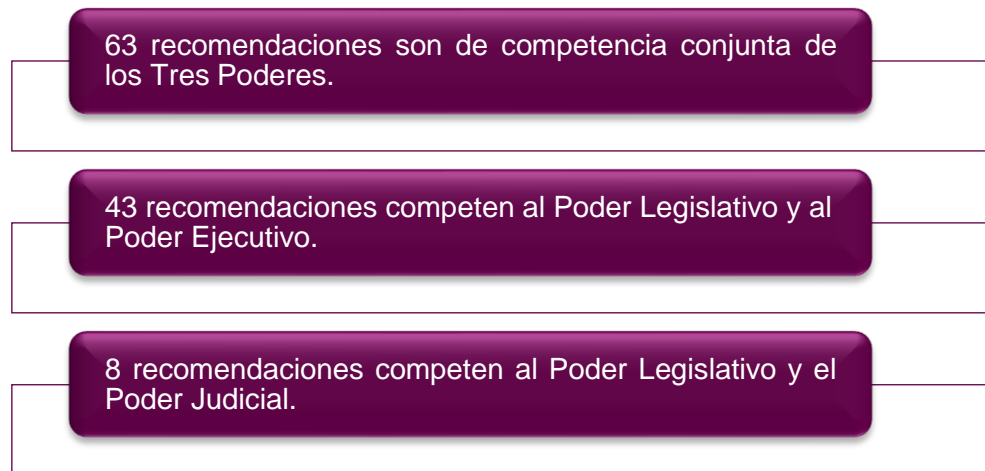 63 recomendaciones son de competencia conjunta de
los Tres Poderes.
43 recomendaciones competen al Poder Legislativo y al
Poder Ejecutivo.
8 recomendaciones competen al Poder Legislativo y el
Poder Judicial.